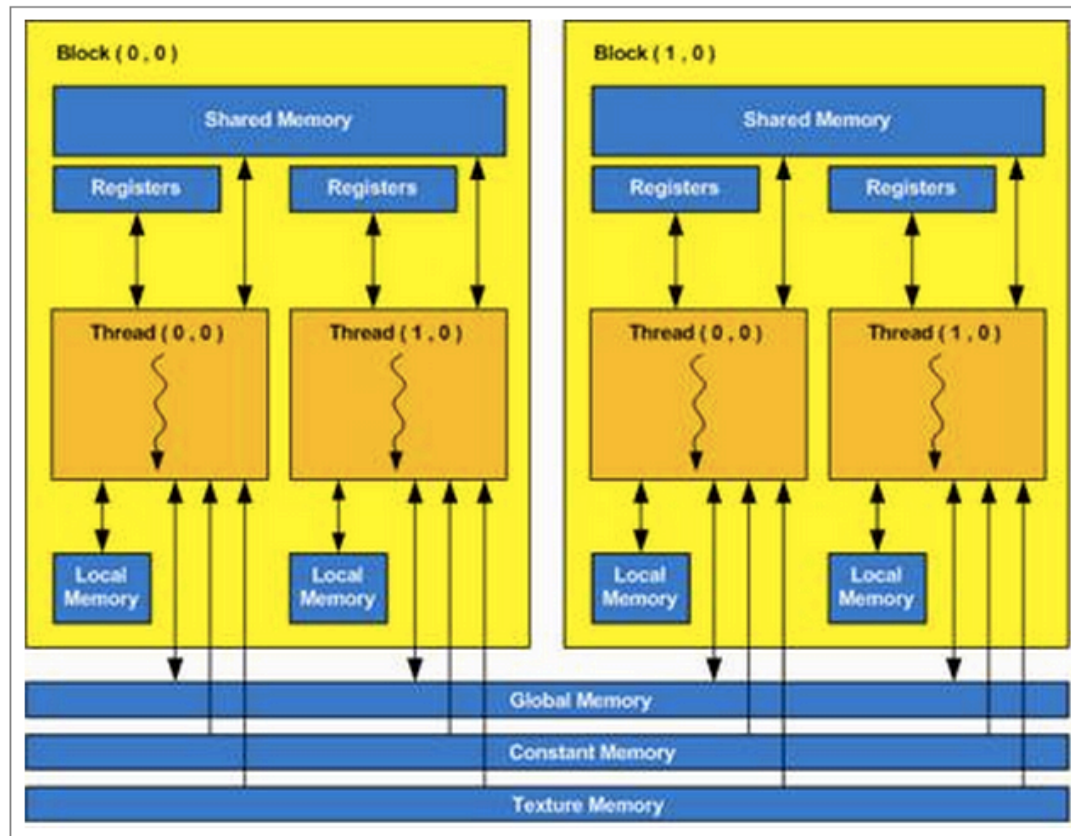 Block ( 0 , 0 )
Shared Memory
Registers
Registers
Thread ( 0 , 0 )
Thread ( 1 , 0 )
Local
Memory
Local
Memory
Block ( 1 , 0 )
Shared Memory
Registers
Registers
Thread ( 0 , 0 )
Thread ( 1 , 0 )
Local
Memory
Local
Memory
Global Memory
Constant Memory
Texture Memory